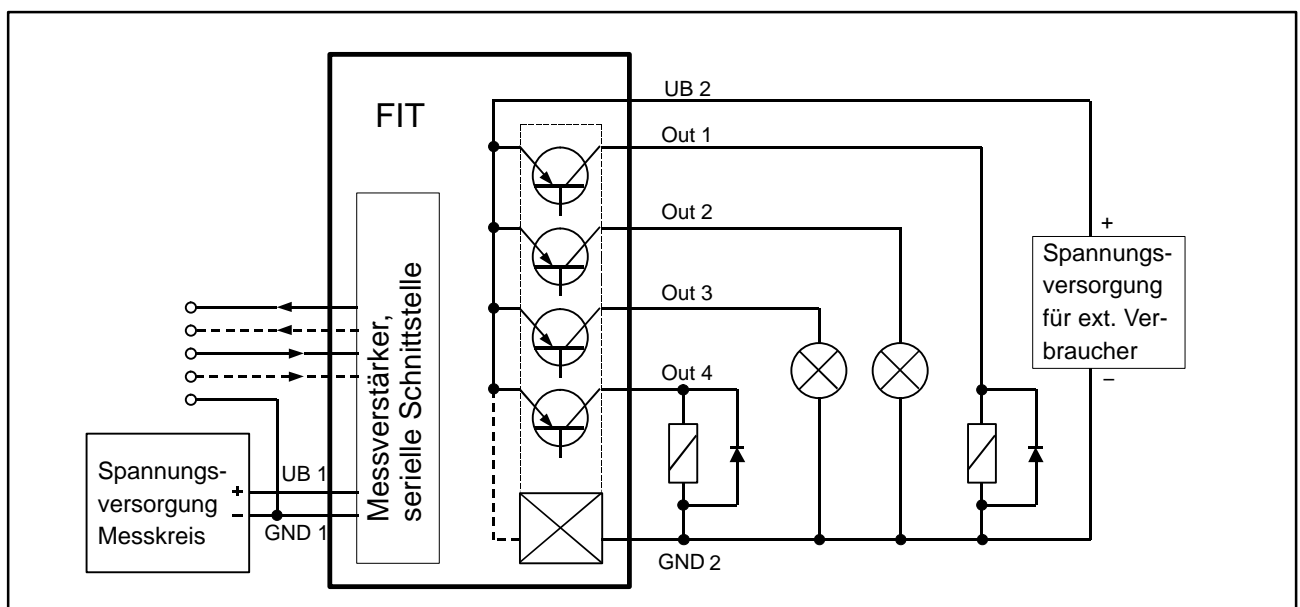 UB 2
FIT
Out 1
Out 2
+
Spannungs-
versorgung
für ext. Ver-
braucher
–
Out 3
Out 4
Messverstärker,
serielle Schnittstelle
Spannungs-
versorgung
Messkreis
+
–
UB 1
GND 1
GND 2